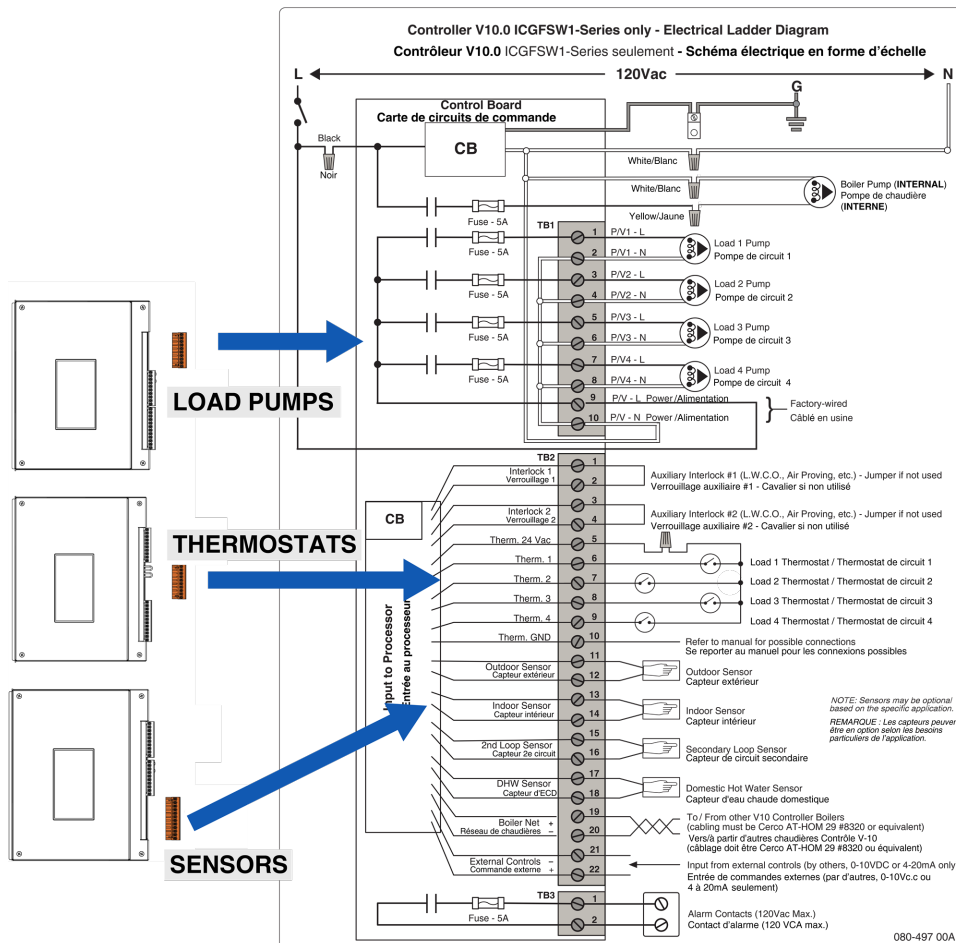 Controller V10.0 ICGFSW1-Series only - Electrical Ladder Diagram
Contrôleur V10.0 ICGFSW1-Series seulement - Schéma électrique en forme d'échelle
L
120Vac
N
G
Control Board
Carte de circuits de commande
CB
Black
Noir
White/Blanc
White/Blanc
Boiler Pump (INTERNAL)
Pompe de chaudière
(INTERNE)
Yellow/Jaune
Fuse - 5A
TB1
1 P/V1 - L
Fuse - 5A
2 P/V1 - N
Load 1 Pump
Pompe de circuit 1
3 P/V2 - L
Fuse - 5A
4 P/V2 - N
Load 2 Pump
Pompe de circuit 2
5 P/V3 - L
Fuse - 5A
6 P/V3 - N
Load 3 Pump
Pompe de circuit 3
7 P/V4 - L
Fuse - 5A
8 P/V4 - N
Load 4 Pump
Pompe de circuit 4
9 P/V - L Power/Alimentation
10 P/V - N Power/Alimentation
Factory-wired
Câblé en usine
LOAD PUMPS
THERMOSTATS
SENSORS
TB2
CB
Input to Processor
Entrée au processeur
Interlock 1
Verrouillage 1
1
2
Auxiliary Interlock #1 (L.W.C.O., Air Proving, etc.) - Jumper if not used
Verrouillage auxiliaire #1 - Cavalier si non utilisé
Interlock 2
Verrouillage 2
3
4
Auxiliary Interlock #2 (L.W.C.O., Air Proving, etc.) - Jumper if not used
Verrouillage auxiliaire #2 - Cavalier si non utilisé
Therm. 24 Vac 5
Therm. 1 6 Load 1 Thermostat / Thermostat de circuit 1
Therm. 2 7 Load 2 Thermostat / Thermostat de circuit 2
Therm. 3 8 Load 3 Thermostat / Thermostat de circuit 3
Therm. 4 9 Load 4 Thermostat / Thermostat de circuit 4
Therm. GND 10 Refer to manual for possible connections
Se reporter au manuel pour les connexions possibles
Outdoor Sensor
Capteur extérieur
11
12
Outdoor Sensor
Capteur extérieur
Indoor Sensor
Capteur intérieur
13
14
Indoor Sensor
Capteur intérieur
NOTE: Sensors may be optional
based on the specific application.
REMARQUE : Les capteurs peuver
être en option selon les besoins
particuliers de l'application.
2nd Loop Sensor
Capteur 2e circuit
15
16
Secondary Loop Sensor
Capteur de circuit secondaire
DHW Sensor
Capteur d'ECD
17
18
Domestic Hot Water Sensor
Capteur d'eau chaude domestique
Boiler Net +
Réseau de chaudières –
19
20
To / From other V10 Controller Boilers
(cabling must be Cerco AT-HOM 29 #8320 or equivalent)
Vers/à partir d'autres chaudières Contrôle V-10
(câblage doit être Cerco AT-HOM 29 #8320 ou équivalent)
External Controls –
Commande externe +
21
22
Input from external controls (by others, 0-10VDC or 4-20mA only
Entrée de commandes externes (par d'autres, 0-10Vc.c ou
4 à 20mA seulement)
TB3
Fuse - 5A
1
2
Alarm Contacts (120Vac Max.)
Contact d'alarme (120 VCA max.)
080-497 00A